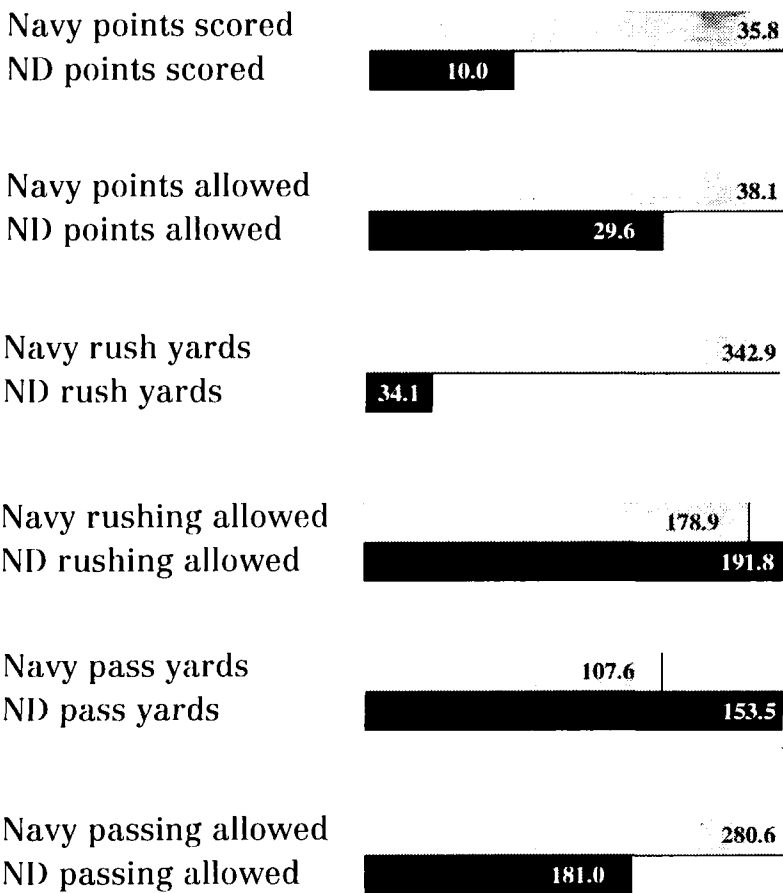 Navy points scored 35.8
ND points scored 10.0
Navy points allowed 38.1
ND points allowed 29.6
Navy rush yards 342.9
ND rush yards 34.1
Navy rushing allowed 178.9
ND rushing allowed 191.8
Navy pass yards 107.6
ND pass yards 153.5
Navy passing allowed 280.6
ND passing allowed 181.0